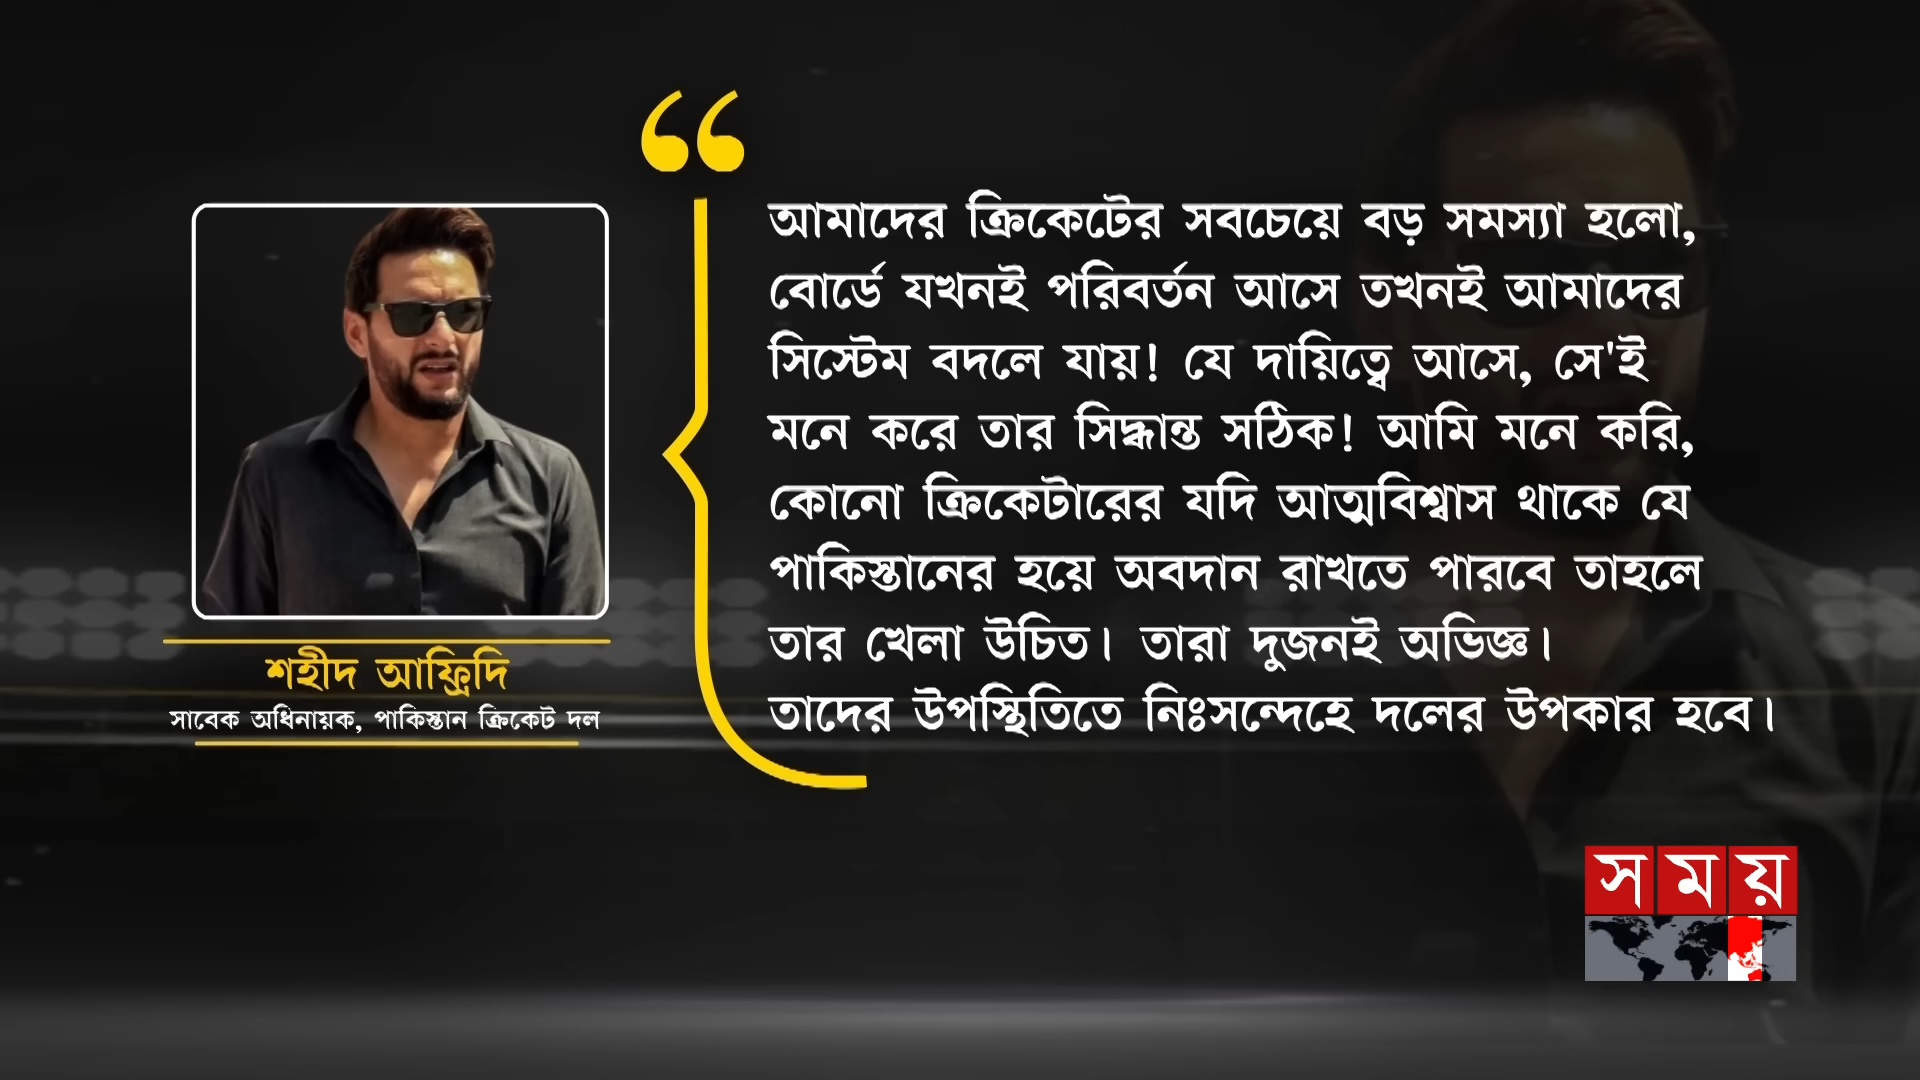 আমাদের ক্রিকেটের সবচেয়ে বড় সমস্যা হলো,
বোর্ডে যখনই পরিবর্তন আসে তখনই আমাদের
সিস্টেম বদলে যায়! যে দায়িত্বে আসে, সে'ই
মনে করে তার সিদ্ধান্ত সঠিক! আমি মনে করি,
কোনো ক্রিকেটারের যদি আত্মবিশ্বাস থাকে যে
পাকিস্তানের হয়ে অবদান রাখতে পারবে তাহলে
তার খেলা উচিত। তারা দুজনই অভিজ্ঞ।
তাদের উপস্থিতিতে নিঃসন্দেহে দলের উপকার হবে।
শহীদ আফ্রিদি
সাবেক অধিনায়ক, পাকিস্তান ক্রিকেট দল
সময়